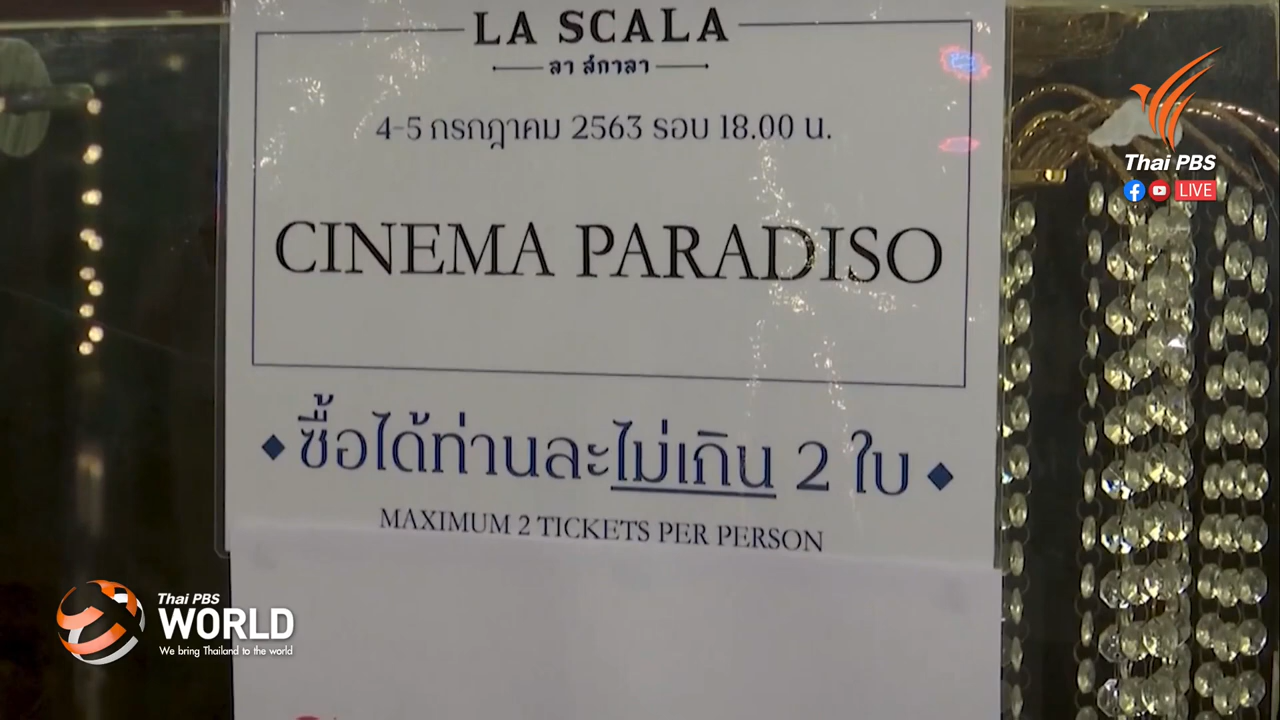 LA SCALA
ลา สกาลา
4-5 กรกฎาคม 2563 รอบ 18.00 น.
CINEMA PARADISO
◆ ซื้อได้ท่านละไม่เกิน 2 ใบ ◆
MAXIMUM 2 TICKETS PER PERSON
Thai PBS
LIVE
Thai PBS
WORLD
We bring Thailand to the world